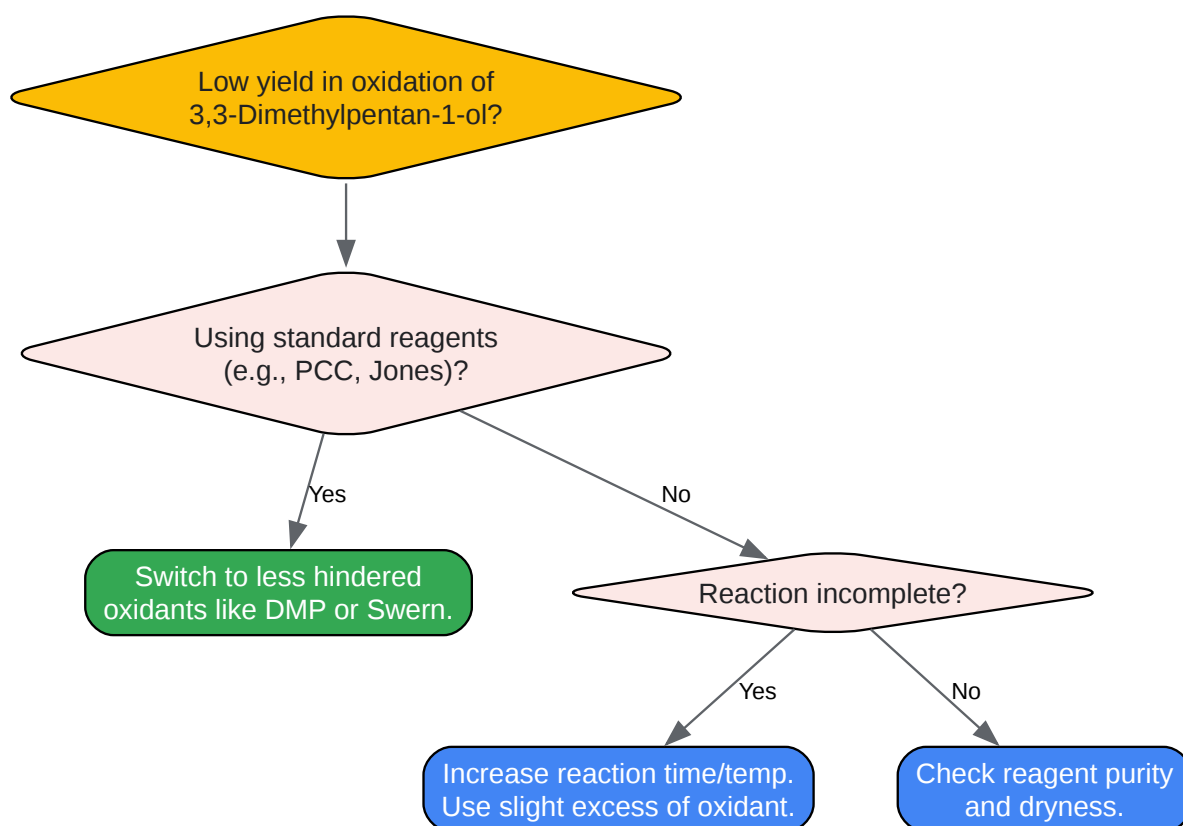 Low yield in oxidation of
3,3-Dimethylpentan-1-ol?
Using standard reagents
(e.g., PCC, Jones)?
Yes
No
Switch to less hindered
oxidants like DMP or Swern.
Reaction incomplete?
Yes
No
Increase reaction time/temp.
Use slight excess of oxidant.
Check reagent purity
and dryness.